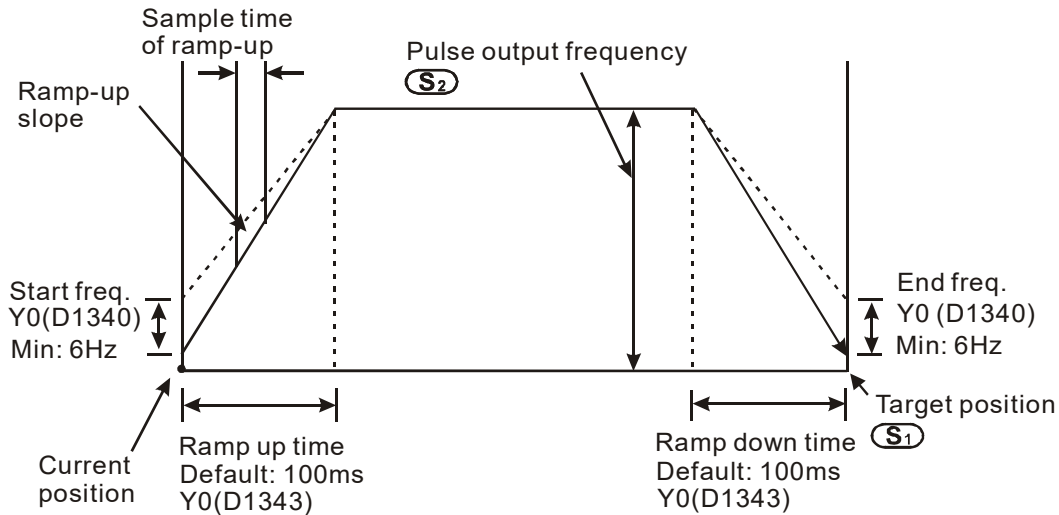 Sample time
of ramp-up
Pulse output frequency
S2
Ramp-up
slope
Start freq.
Y0(D1340)
Min: 6Hz
End freq.
Y0 (D1340)
Min: 6Hz
Target position
S1
Ramp up time
Default: 100ms
Y0(D1343)
Ramp down time
Default: 100ms
Y0(D1343)
Current
position